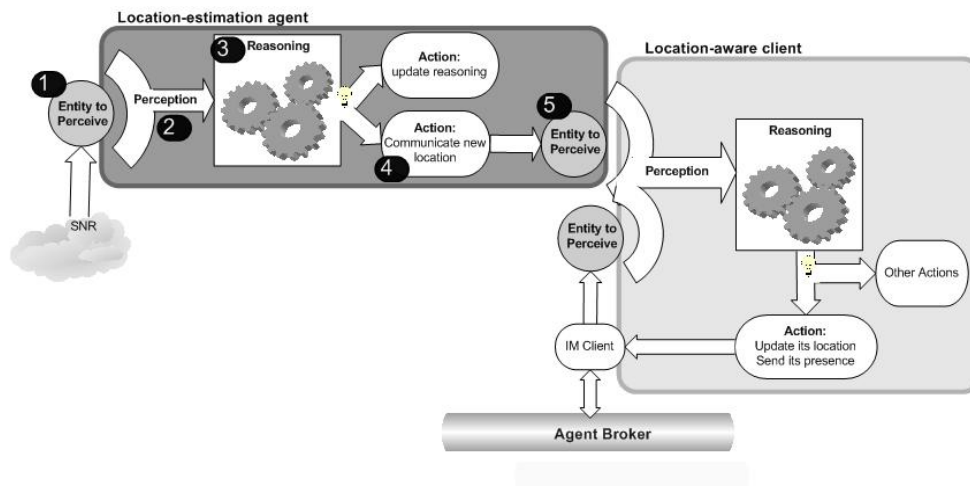 Location-estimation agent
1
Entity to
Perceive
SNR
Perception
2
3
Reasoning
Action:
update reasoning
Action:
Communicate new
location
4
5
Entity to
Perceive
Location-aware client
Perception
Reasoning
Entity to
Perceive
Other Actions
Action:
Update its location
Send its presence
IM Client
Agent Broker